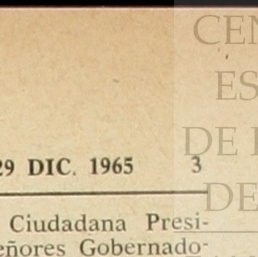 CEN
ES
DE
DE
29 DIC. 1965 3
Ciudadana Presi-
eñores Gobernado-